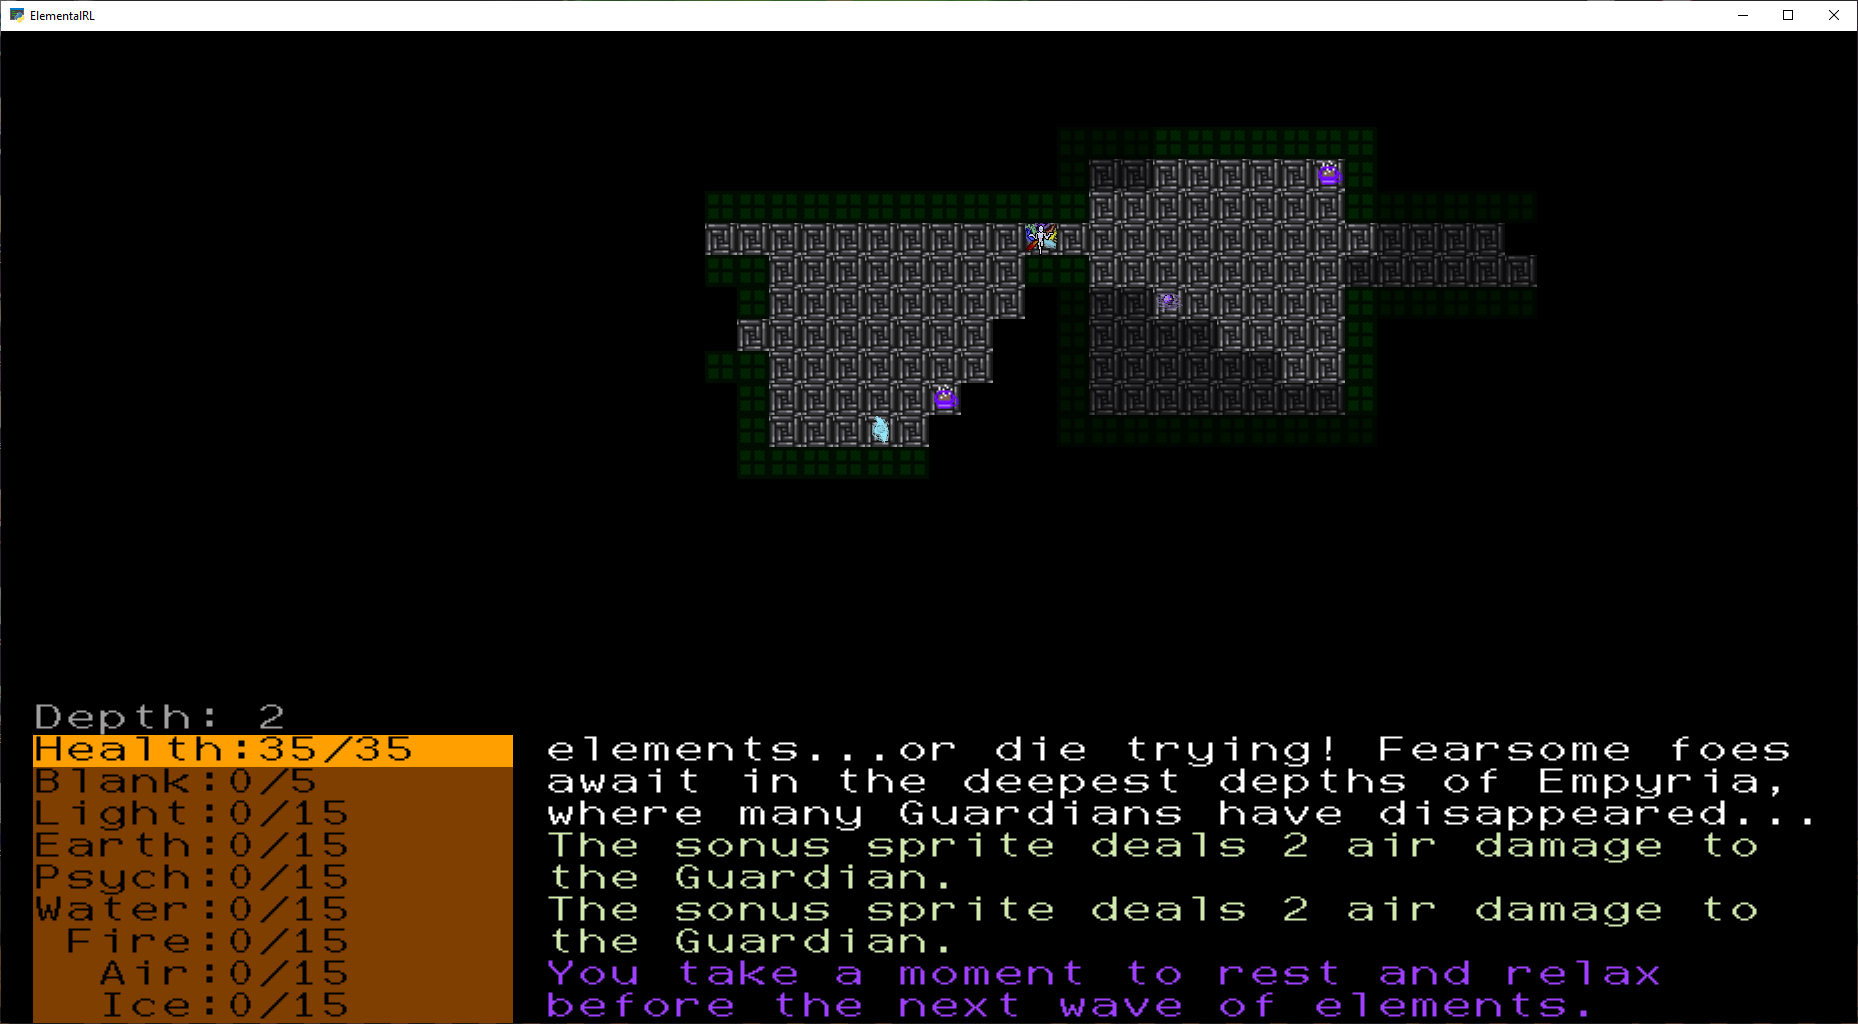 ElementalRL
Depth: 2
Health:35/35
Blank:0/5
Light:0/15
Earth:0/15
Psych:0/15
Water:0/15
Fire:0/15
Air:0/15
Ice:0/15
elements...or die trying! Fearsome foes
await in the deepest depths of Empyria,
where many Guardians have disappeared...
The sonus sprite deals 2 air damage to
the Guardian.
The sonus sprite deals 2 air damage to
the Guardian.
You take a moment to rest and relax
before the next wave of elements.